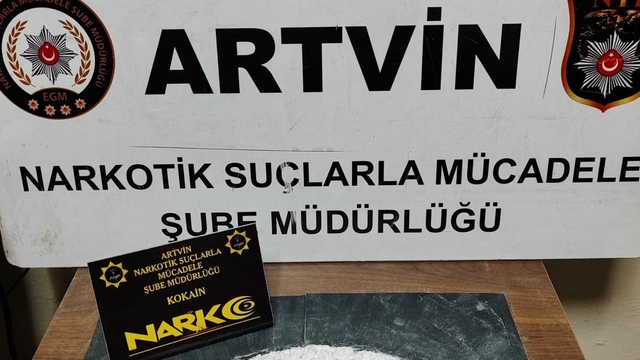 ARTVİN
NARKOTİK SUÇLARLA MÜCADELE
ŞUBE MÜDÜRLÜĞÜ
EGM
ARTVİN
NARKOTİK SUÇLARLA
MÜCADELE
ŞUBE MÜDÜRLÜĞÜ
KOKAİN
NARKO